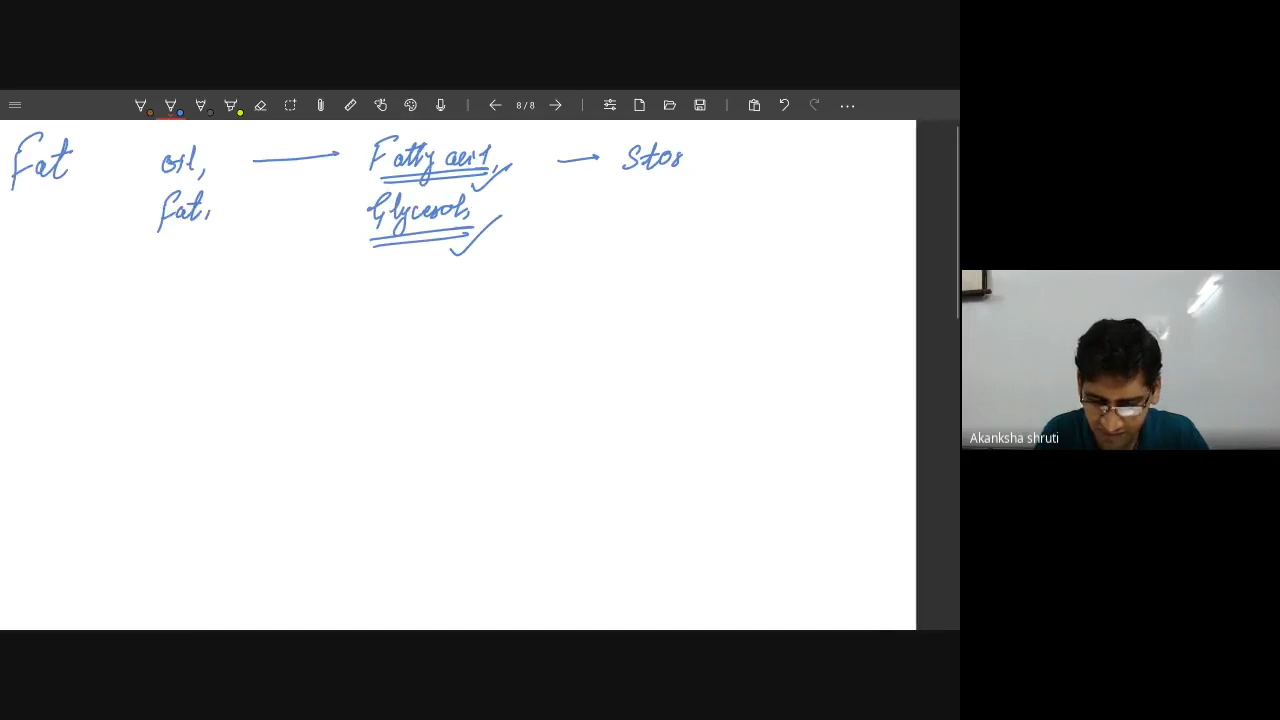 8/8
Fat oil, → Fatty acid, → Stor
Fat,
Glycerol,
Akanksha shruti